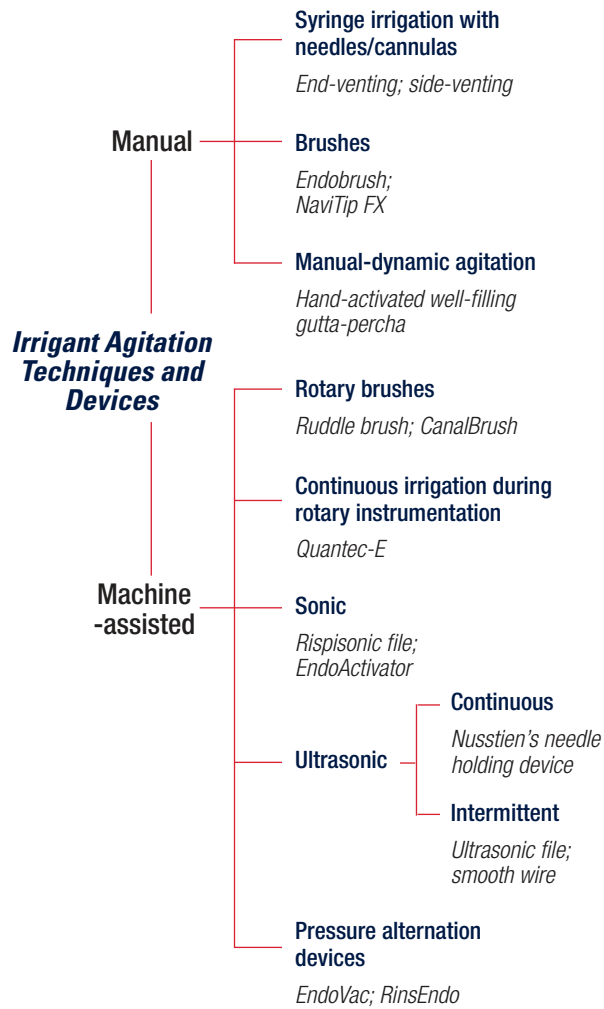 Syringe irrigation with
needles/cannulas
End-venting; side-venting
Manual
Brushes
Endobrush;
NaviTip FX
Manual-dynamic agitation
Hand-activated well-filling
gutta-percha
Irrigant Agitation
Techniques and
Devices
Rotary brushes
Ruddle brush; CanalBrush
Continuous irrigation during
rotary instrumentation
Quantec-E
Machine
-assisted
Sonic
Rispisonic file;
EndoActivator
Ultrasonic
Continuous
Nusstien's needle
holding device
Intermittent
Ultrasonic file;
smooth wire
Pressure alternation
devices
EndoVac; RinsEndo